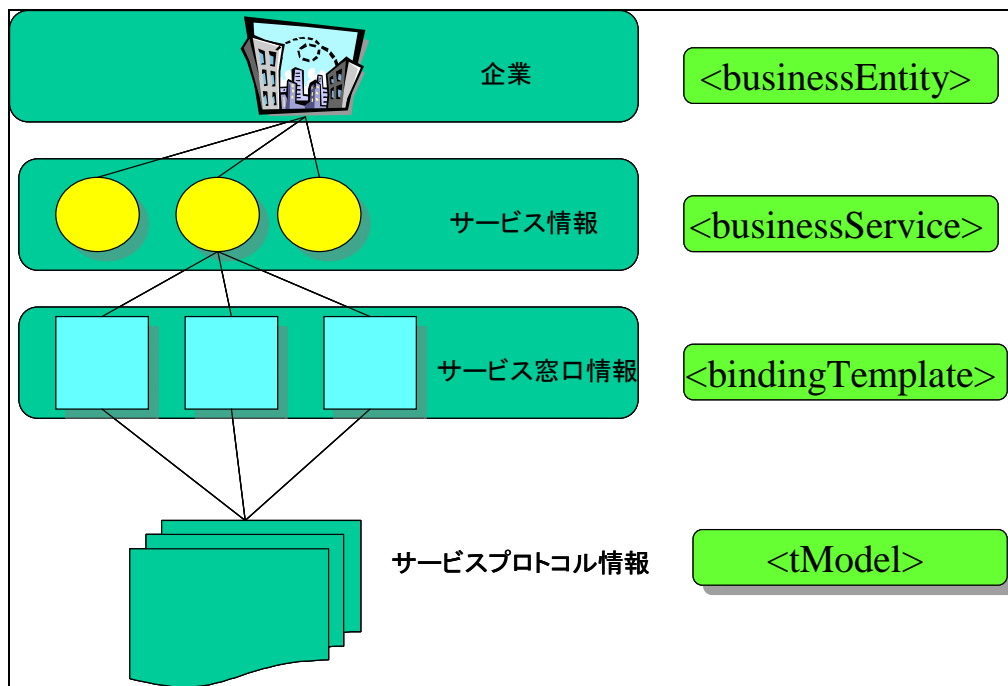 企業
<businessEntity>
サービス情報
<businessService>
サービス窓口情報
<bindingTemplate>
サービスプロトコル情報
<tModel>